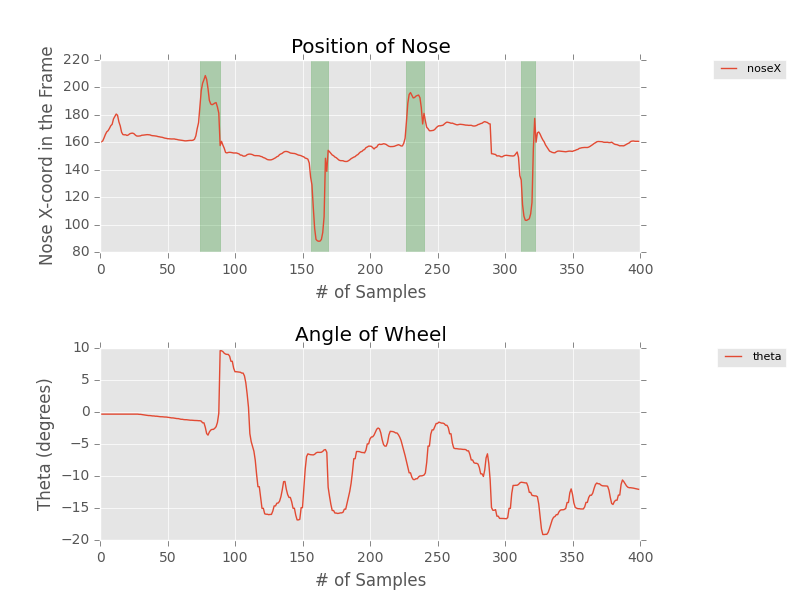 Position of Nose
Nose X-coord in the Frame
220
200
180
160
140
120
100
80
0 50 100 150 200 250 300 350 400
# of Samples
noseX
Angle of Wheel
Theta (degrees)
10
5
0
−5
−10
−15
−20
0 50 100 150 200 250 300 350 400
# of Samples
theta